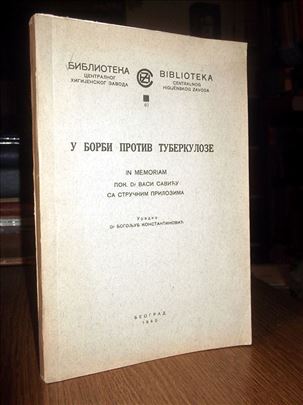 БИБЛИОТЕКА
ЦЕНТРАЛНОГ
ХИГИЈЕНСКОГ ЗАВОДА
BIBLIOTEKA
CENTRALNOG
HIGIJENSKOG ZAVODA
У БОРБИ ПРОТИВ ТУБЕРКУЛОЗЕ
IN MEMORIAM
ПОК. Dr ВАСИ САВИЋУ
СА СТРУЧНИМ ПРИЛОЗИМА
Уредио
Dr БОГОЉУБ КОНСТАНТИНОВИЋ
БЕОГРАД
1940